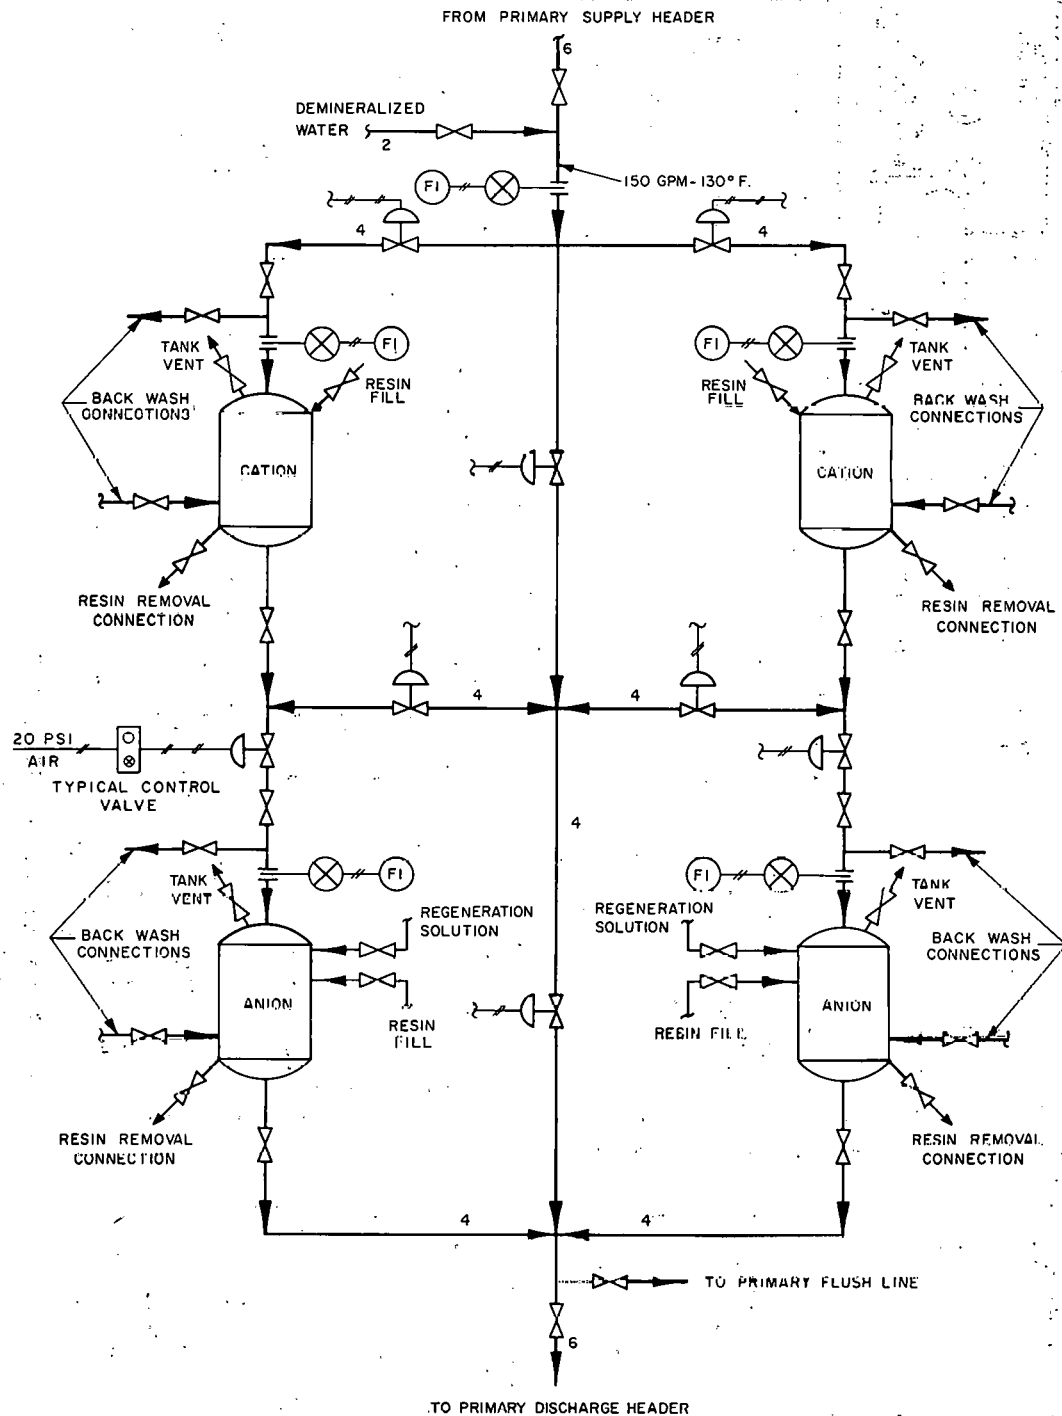 FROM PRIMARY SUPPLY HEADER
6
DEMINERALIZED
WATER
2
FI
150 GPM-130° F.
4
4
TANK
VENT
FI
RESIN
FILL
BACK WASH
CONNECTIONS
CATION
RESIN REMOVAL
CONNECTION
FI
TANK
VENT
RESIN
FILL
BACK WASH
CONNECTIONS
CATION
RESIN REMOVAL
CONNECTION
4
4
20 PSI
AIR
TYPICAL CONTROL
VALVE
4
TANK
VENT
FI
REGENERATION
SOLUTION
BACK WASH
CONNECTIONS
ANION
RESIN
FILL
RESIN REMOVAL
CONNECTION
FI
TANK
VENT
REGENERATION
SOLUTION
BACK WASH
CONNECTIONS
ANION
RESIN FILL
RESIN REMOVAL
CONNECTION
4
4
TO PRIMARY FLUSH LINE
6
TO PRIMARY DISCHARGE HEADER